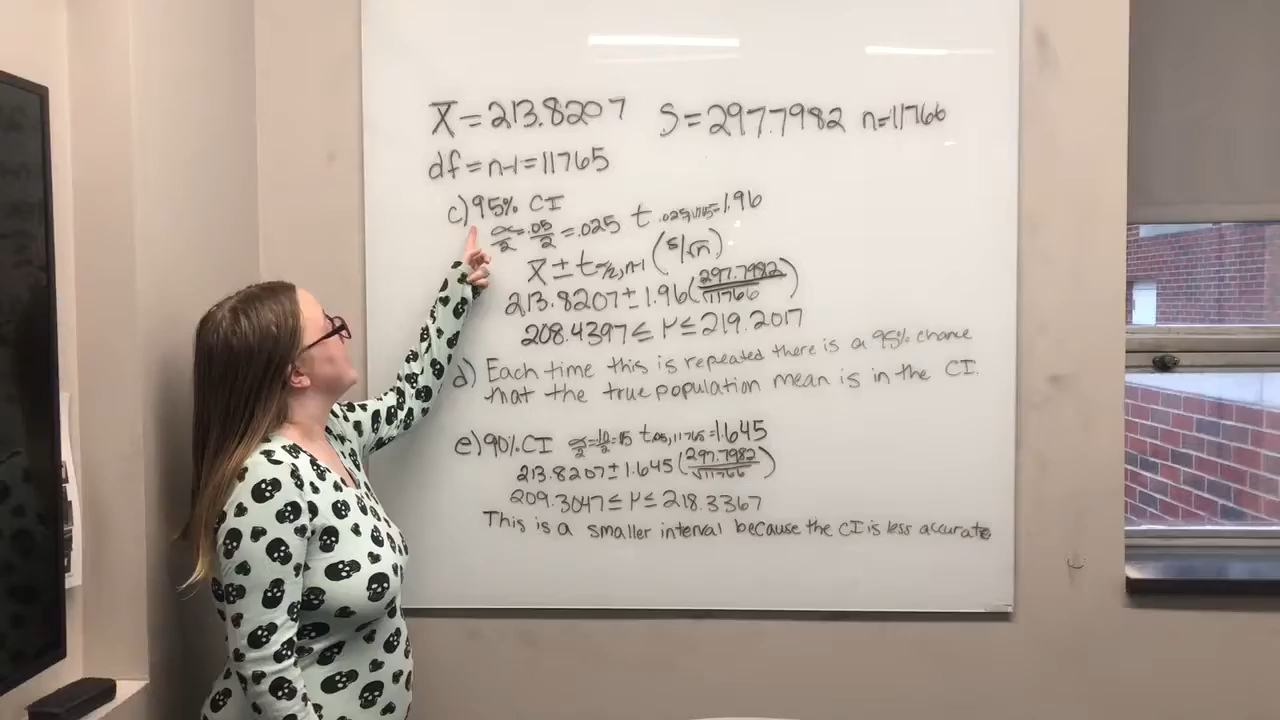 x̄ = 213.8207 S = 297.7982 n=11766
df = n-1 = 11765
c) 95% CI
α/2 = .05/2 = .025 t .025,11765 = 1.96
x̄ ± t α/2, n-1 (s/√n)
213.8207 ± 1.96 (297.7982/√11766)
208.4397 ≤ μ ≤ 219.2017
d) Each time this is repeated there is a 95% chance
that the true population mean is in the CI.
e) 90% CI α/2 = .10/2 = .05 t.05, 11765 = 1.645
213.8207 ± 1.645 (297.7982/√11766)
209.3047 ≤ μ ≤ 218.3367
This is a smaller interval because the CI is less accurate